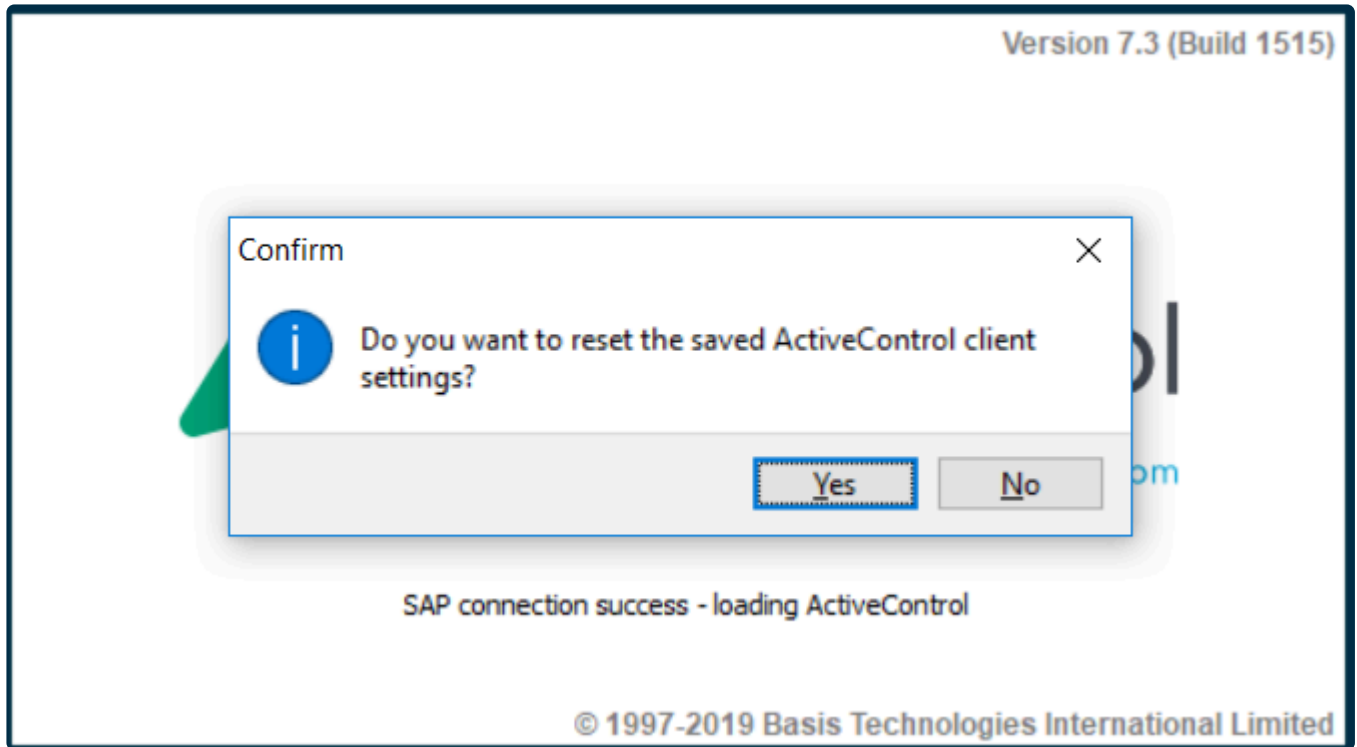 Version 7.3 (Build 1515)
Confirm
Do you want to reset the saved ActiveControl client
settings?
Yes
No
SAP connection success - loading ActiveControl
© 1997-2019 Basis Technologies International Limited